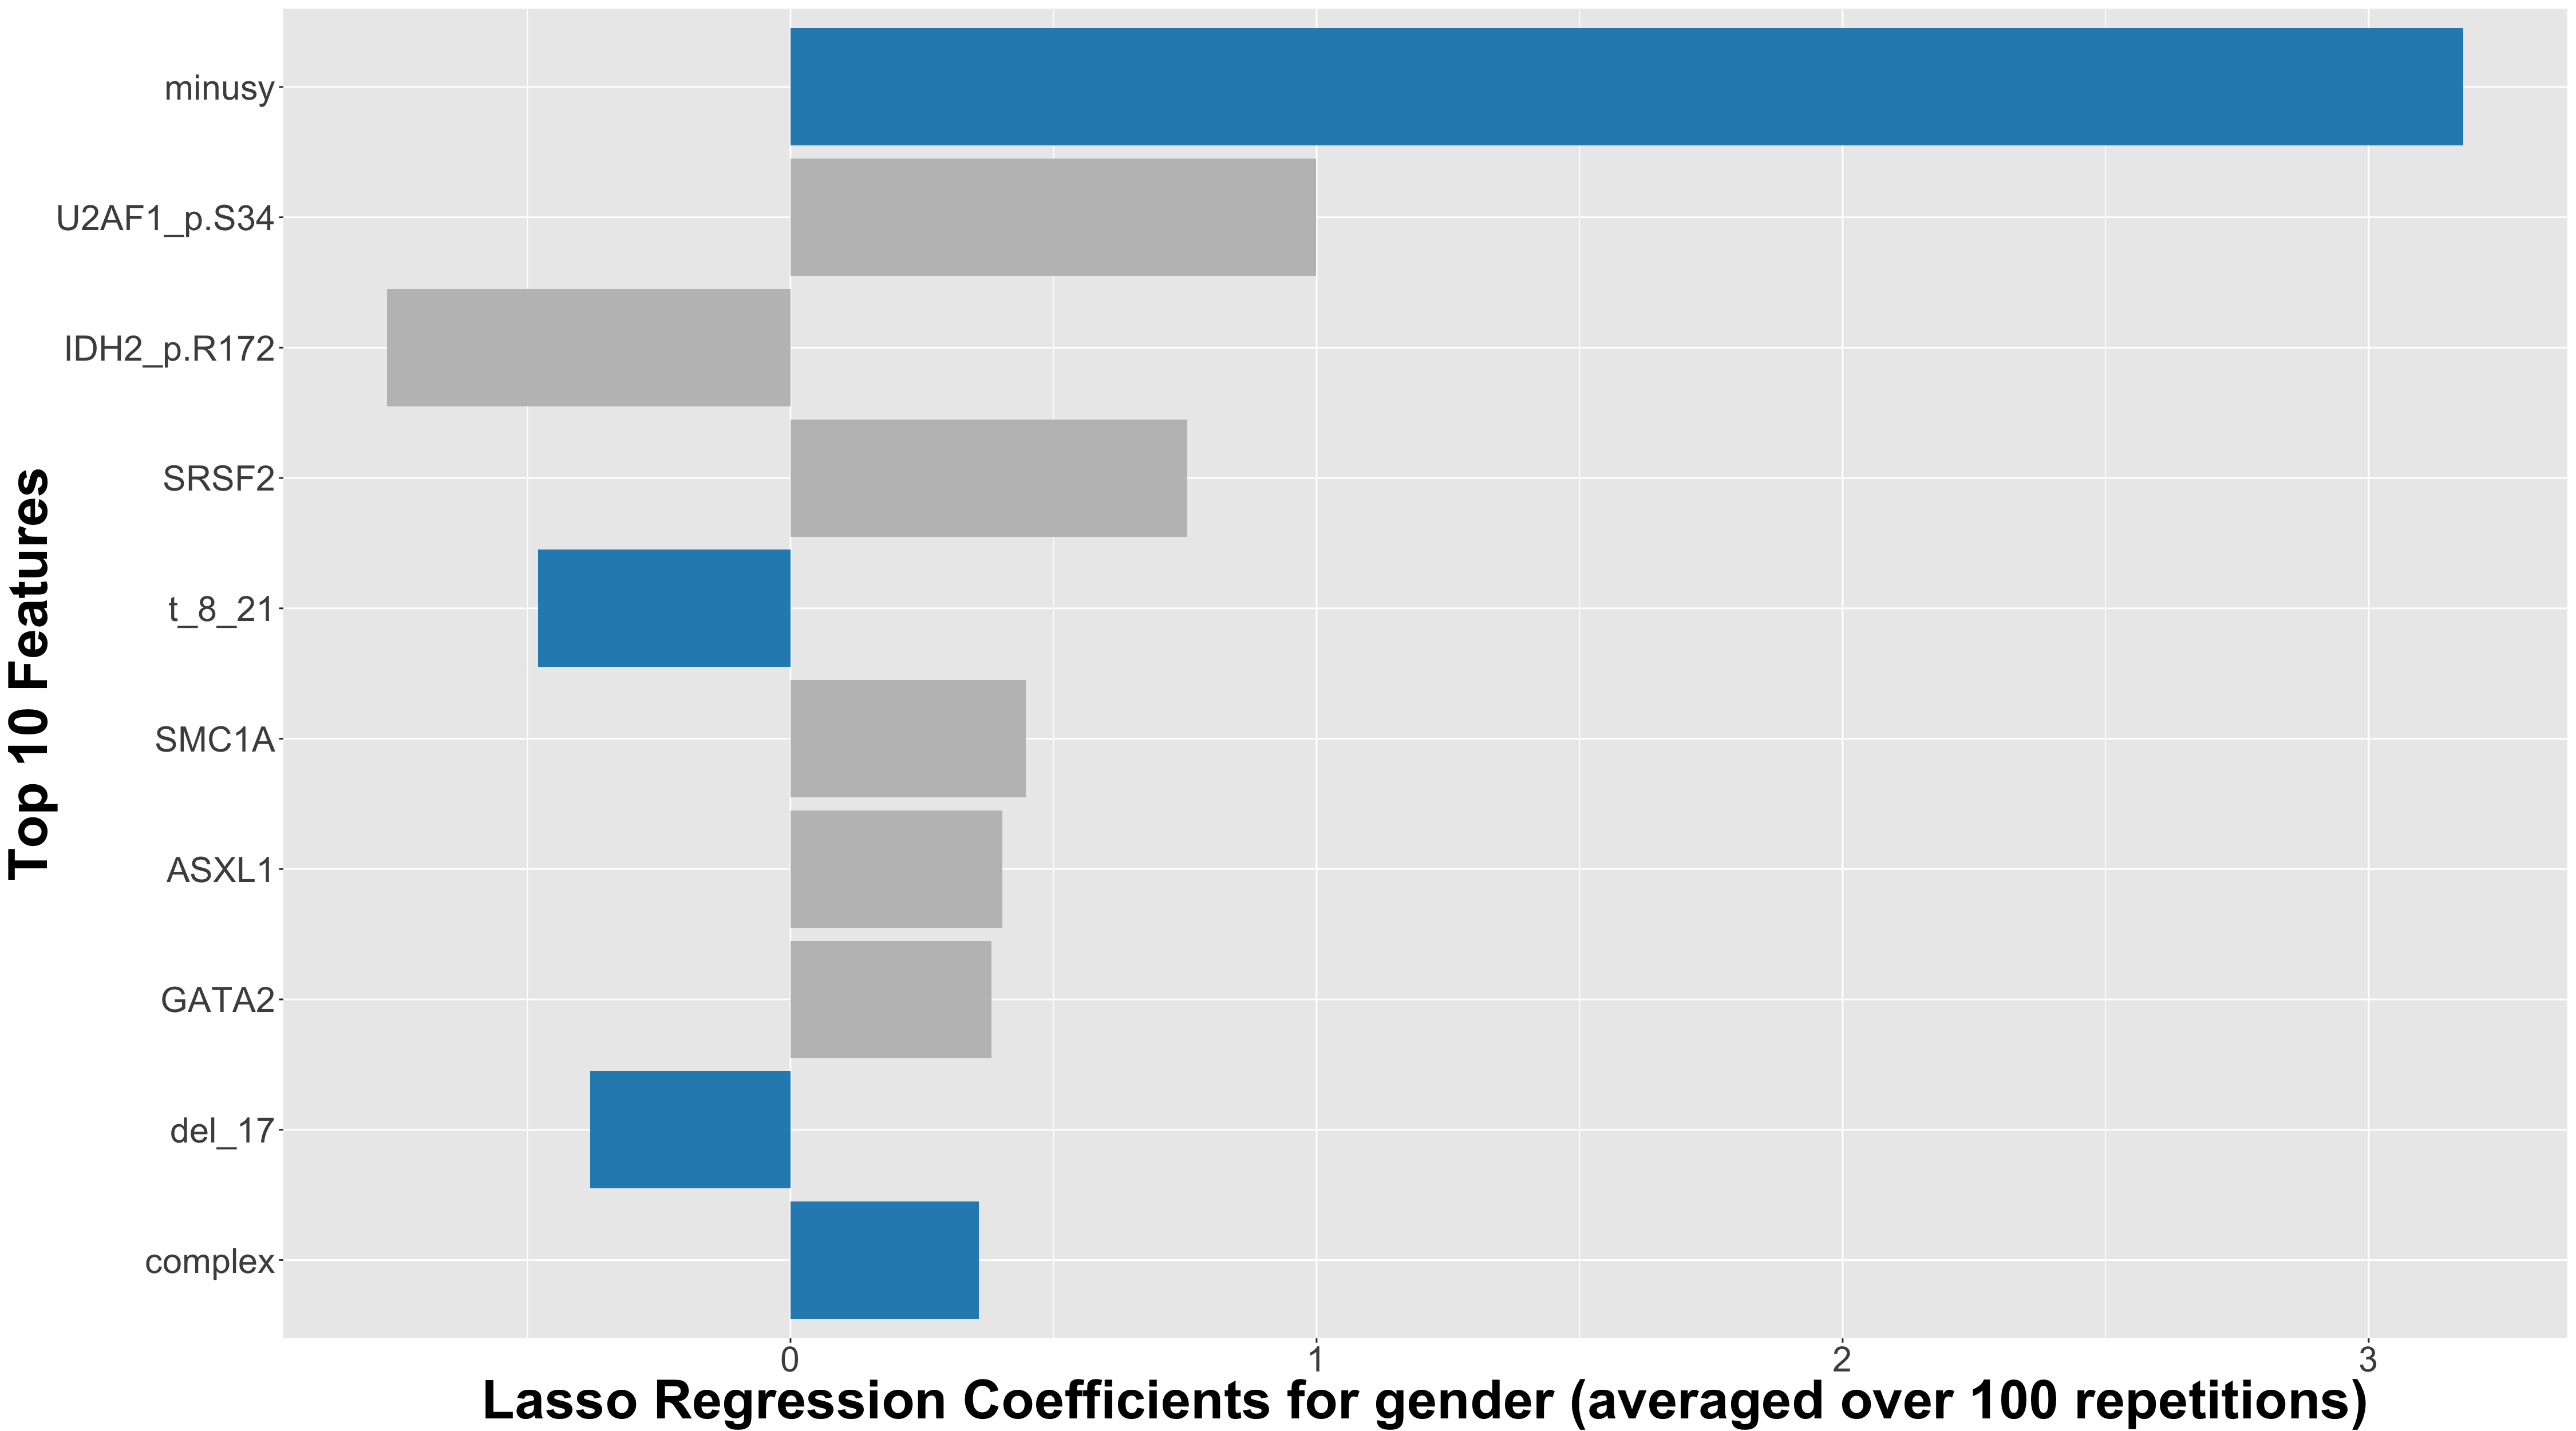 Top 10 Features
minusy
U2AF1_p.S34
IDH2_p.R172
SRSF2
t_8_21
SMC1A
ASXL1
GATA2
del_17
complex
0 1 2 3
Lasso Regression Coefficients for gender (averaged over 100 repetitions)